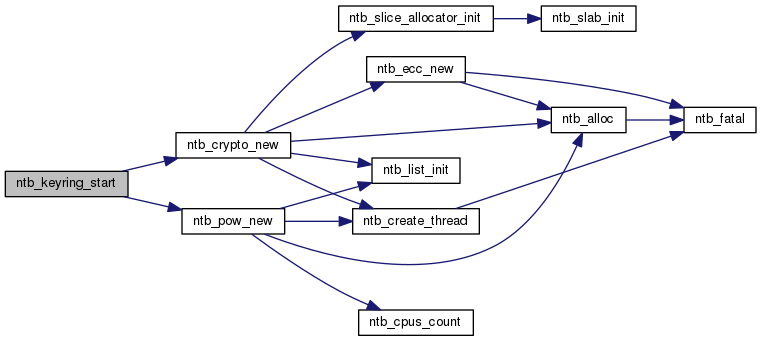 ntb_slice_allocator_init
ntb_slab_init
ntb_ecc_new
ntb_alloc
ntb_fatal
ntb_crypto_new
ntb_list_init
ntb_keyring_start
ntb_pow_new
ntb_create_thread
ntb_cpus_count